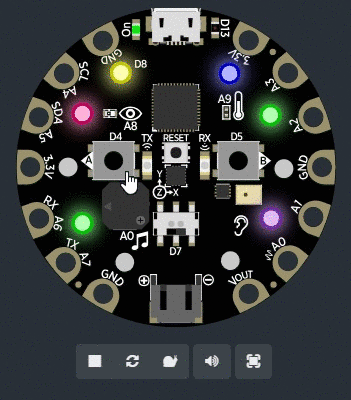 On
D13
GND
D8
3.3V
SCL
A4
SDA
A5
A8
A9
A3
A2
D4
TX
RESET
RX
D5
A
B
3.3V
GND
Y
X
RX
A6
TX
A7
A0
D7
A1
A0
GND
VOUT